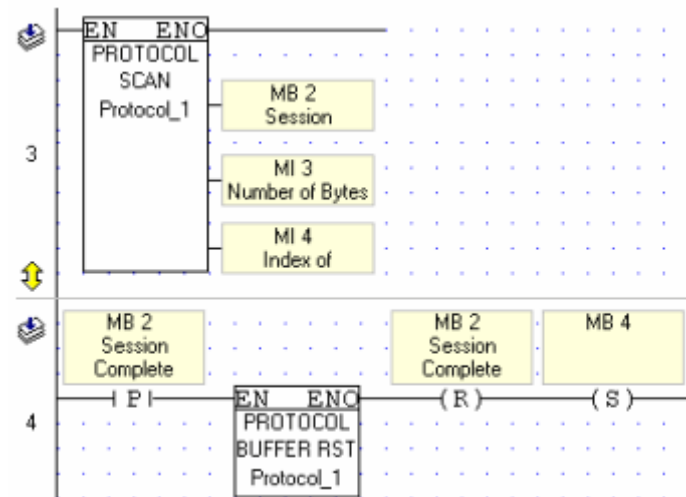 EN ENO
PROTOCOL
SCAN
Protocol_1
MB 2
Session
3
MI 3
Number of Bytes
MI 4
Index of
MB 2
Session
Complete
MB 2
Session
Complete
MB 4
P
EN ENO
(R)
(S)
4
PROTOCOL
BUFFER RST
Protocol_1